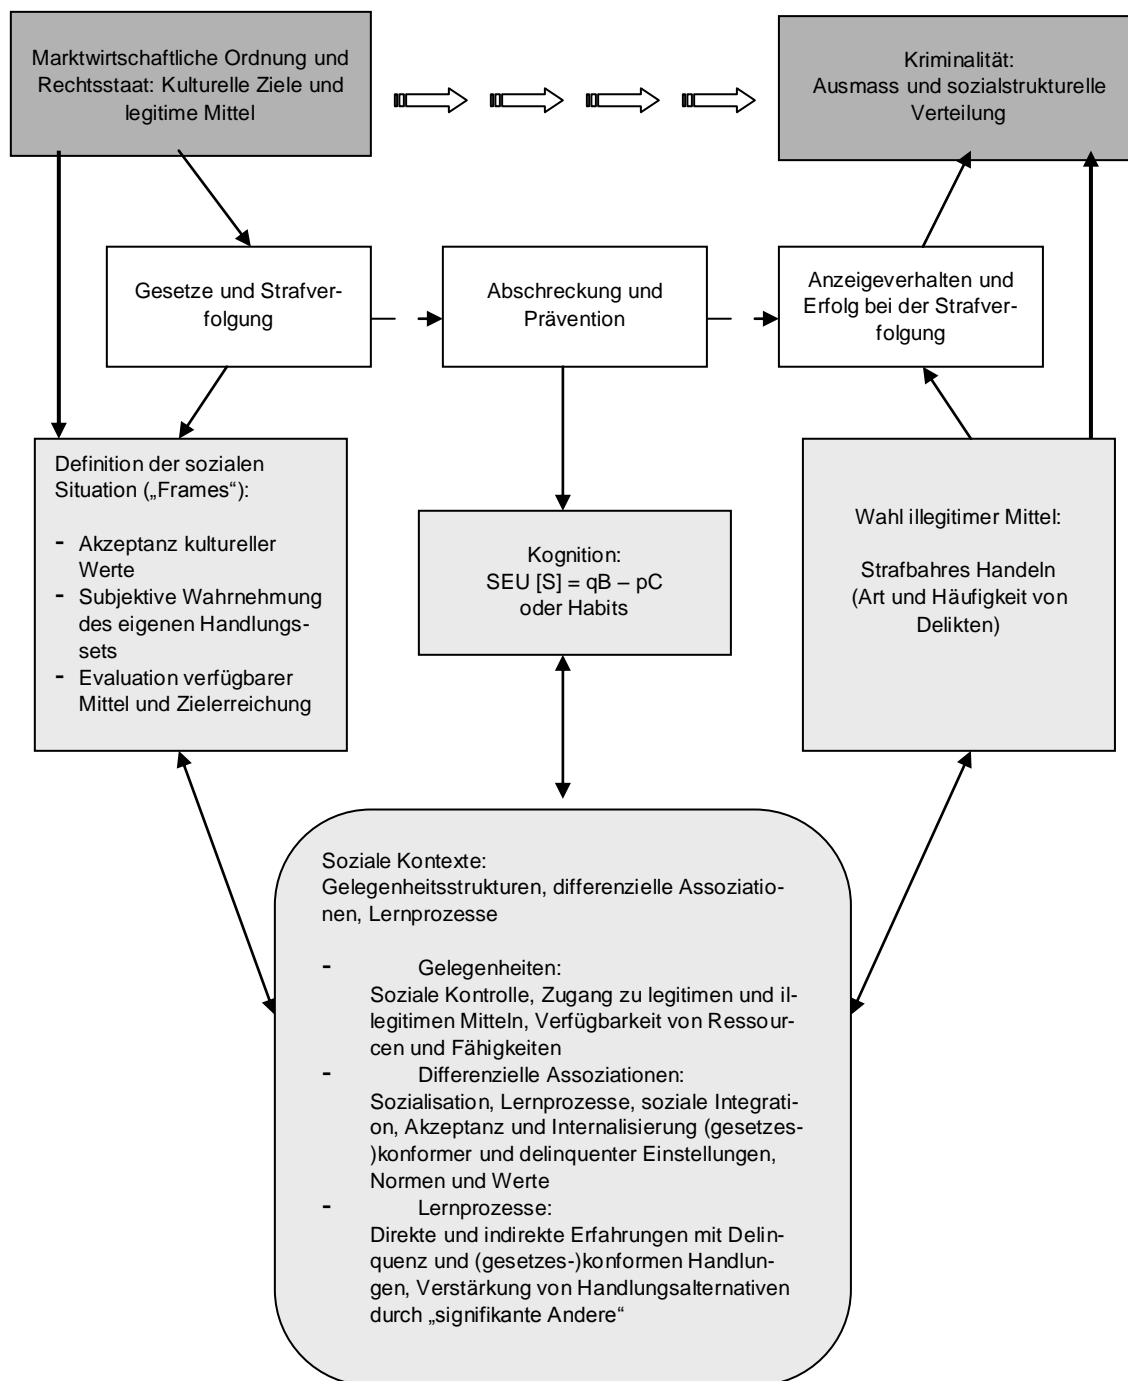 Marktwirtschaftliche Ordnung und
Rechtsstaat: Kulturelle Ziele und
legitime Mittel
Kriminalität:
Ausmass und sozialstrukturelle
Verteilung
Gesetze und Strafver-
folgung
Abschreckung und
Prävention
Anzeigeverhalten und
Erfolg bei der Strafver-
folgung
Definition der sozialen
Situation („Frames“):
- Akzeptanz kultureller
Werte
- Subjektive Wahrnehmung
des eigenen Handlungs-
sets
- Evaluation verfügbarer
Mittel und Zielerreichung
Kognition:
SEU [S] = qB – pC
oder Habits
Wahl illegitimer Mittel:
Strafbahres Handeln
(Art und Häufigkeit von
Delikten)
Soziale Kontexte:
Gelegenheitsstrukturen, differenzielle Assoziatio-
nen, Lernprozesse
- Gelegenheiten:
Soziale Kontrolle, Zugang zu legitimen und il-
legitimen Mitteln, Verfügbarkeit von Ressour-
cen und Fähigkeiten
- Differenzielle Assoziationen:
Sozialisation, Lernprozesse, soziale Integrati-
on, Akzeptanz und Internalisierung (gesetzes-
)konformer und delinquenter Einstellungen,
Normen und Werte
- Lernprozesse:
Direkte und indirekte Erfahrungen mit Delin-
quenz und (gesetzes-)konformen Handlun-
gen, Verstärkung von Handlungsalternativen
durch „signifikante Andere“